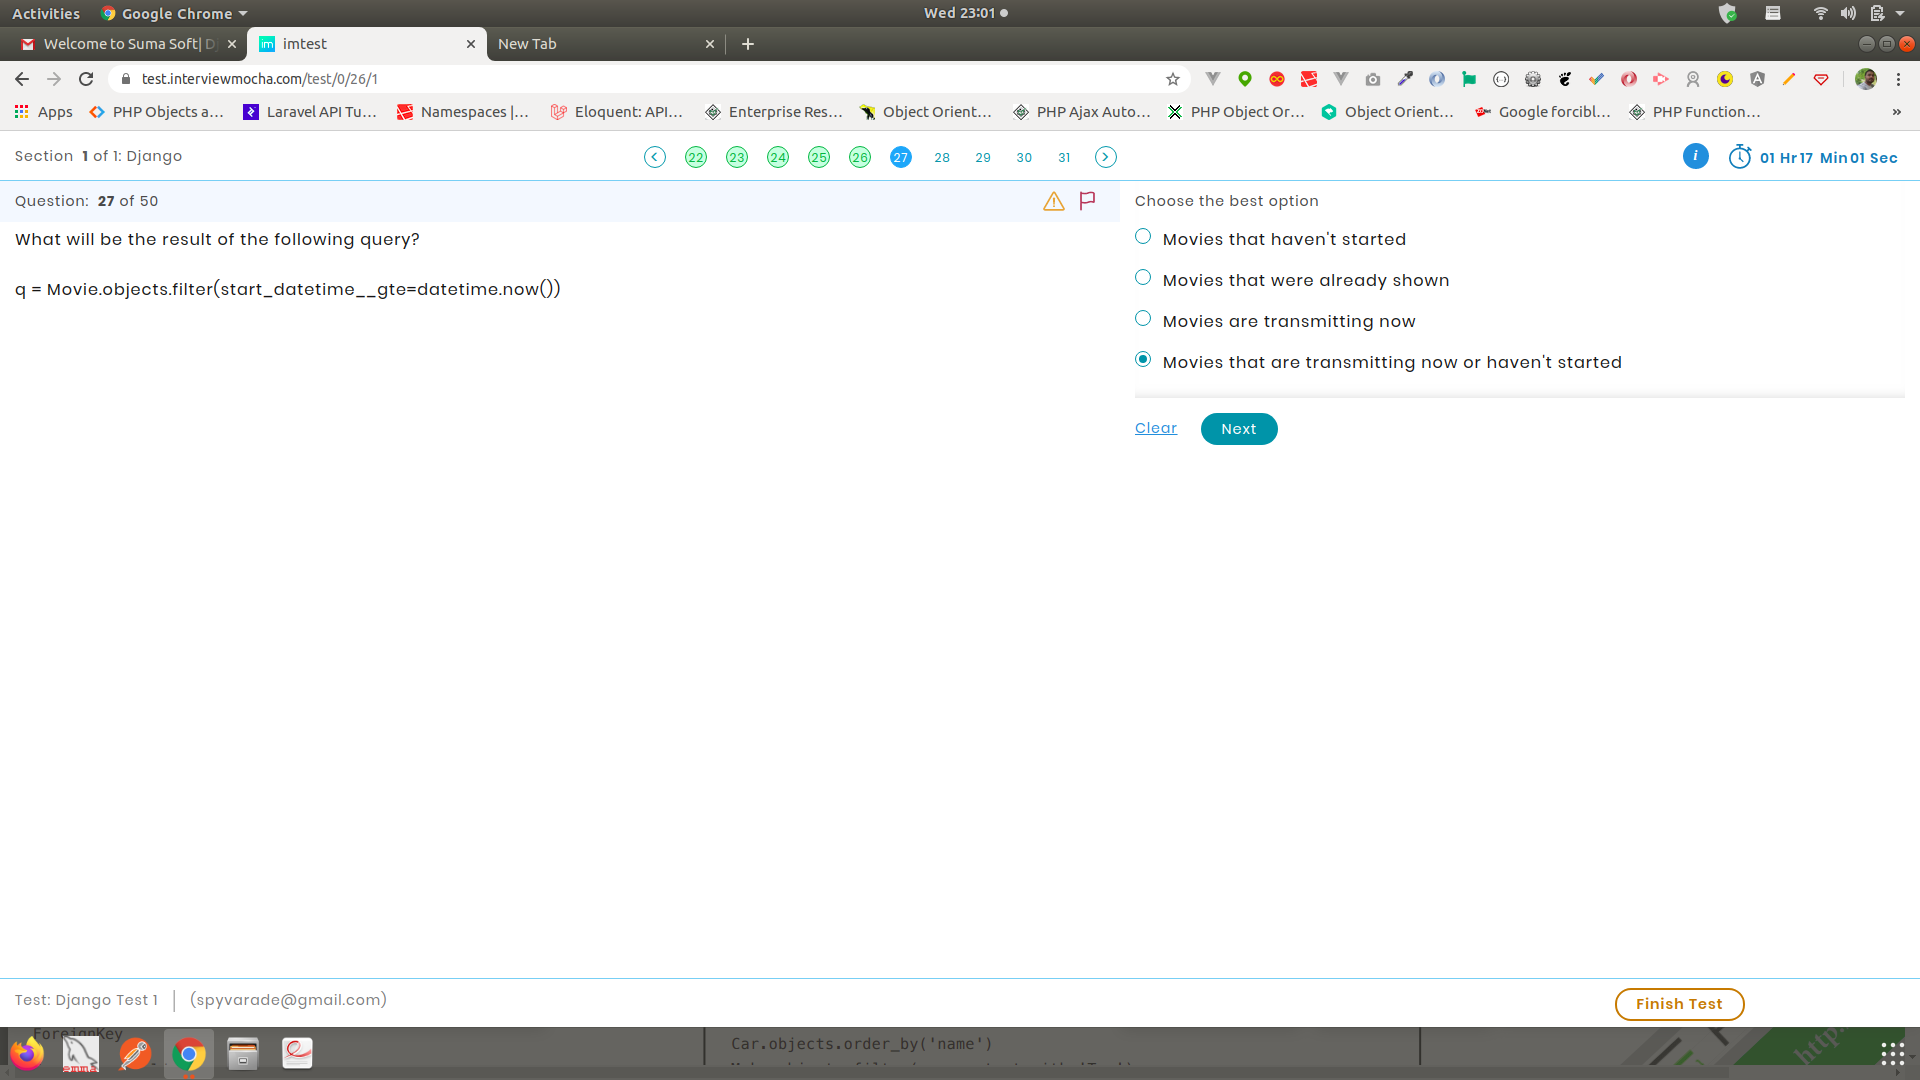 Activities Google Chrome Wed 23:01
Welcome to Suma Soft| D imtest New Tab
test.interviewmocha.com/test/0/26/1
Apps PHP Objects a... Laravel API Tu... Namespaces |... Eloquent: API... Enterprise Res... Object Orient... PHP Ajax Auto... PHP Object Or... Object Orient... Google forcibl... PHP Function... »
Section 1 of 1: Django 22 23 24 25 26 27 28 29 30 31 i 01 Hr 17 Min 01 Sec
Question: 27 of 50
Choose the best option
What will be the result of the following query?
q = Movie.objects.filter(start_datetime__gte=datetime.now())
Movies that haven't started
Movies that were already shown
Movies are transmitting now
Movies that are transmitting now or haven't started
Clear Next
Test: Django Test 1 | (spyvarade@gmail.com)
Finish Test
ForeignKey
Car.objects.order_by('name')
http